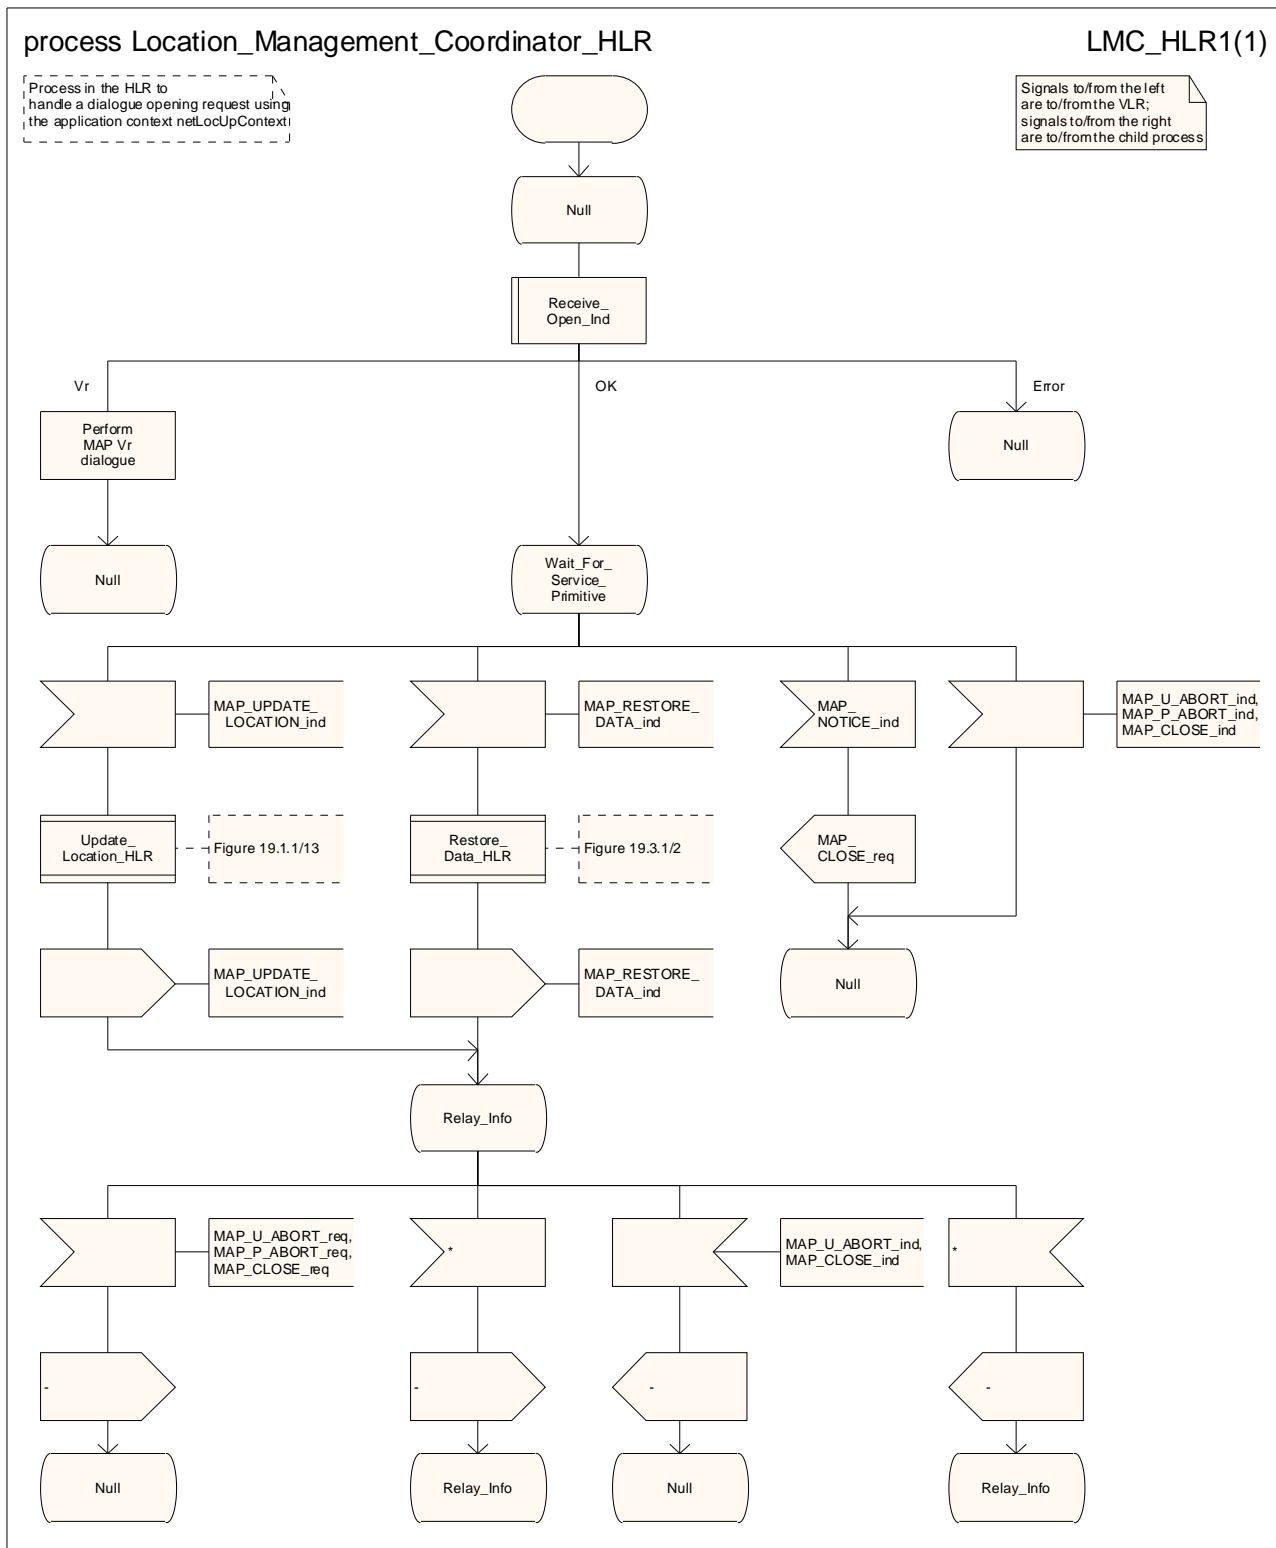 process Location_Management_Coordinator_HLR
LMC_HLR1(1)
Process in the HLR to
handle a dialogue opening request using
the application context netLocUpContext
Signals to/from the left
are to/from the VLR;
signals to/from the right
are to/from the child process
Null
Receive_
Open_Ind
Vr
OK
Error
Perform
MAP Vr
dialogue
Null
Null
Wait_For_
Service_
Primitive
MAP_UPDATE_
LOCATION_ind
MAP_RESTORE_
DATA_ind
MAP_
NOTICE_ind
MAP_U_ABORT_ind,
MAP_P_ABORT_ind,
MAP_CLOSE_ind
Update_
Location_HLR
Figure 19.1.1/13
Restore_
Data_HLR
Figure 19.3.1/2
MAP_
CLOSE_req
MAP_UPDATE_
LOCATION_ind
MAP_RESTORE_
DATA_ind
Null
Relay_Info
MAP_U_ABORT_req,
MAP_P_ABORT_req,
MAP_CLOSE_req
*
MAP_U_ABORT_ind,
MAP_CLOSE_ind
*
-
-
-
-
Null
Relay_Info
Null
Relay_Info